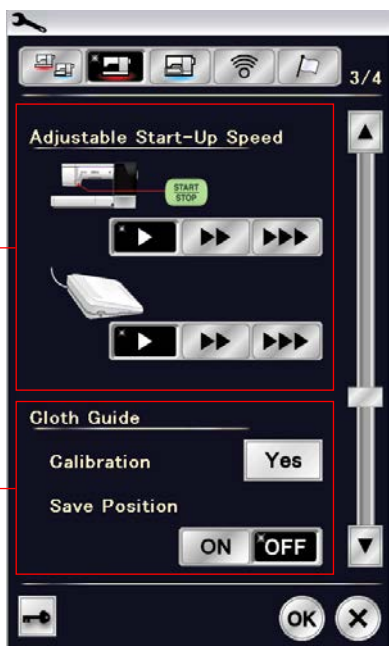 3/4
Adjustable Start-Up Speed
START
STOP
Cloth Guide
Calibration Yes
Save Position
ON OFF
OK